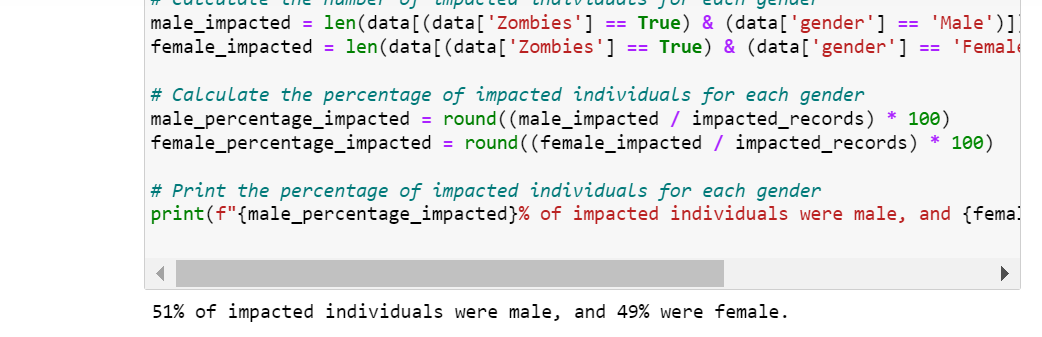 # Calculate the number of impacted individuals for each gender
male_impacted = len(data[(data['Zombies'] == True) & (data['gender'] == 'Male')])
female_impacted = len(data[(data['Zombies'] == True) & (data['gender'] == 'Female
# Calculate the percentage of impacted individuals for each gender
male_percentage_impacted = round((male_impacted / impacted_records) * 100)
female_percentage_impacted = round((female_impacted / impacted_records) * 100)
# Print the percentage of impacted individuals for each gender
print(f"{male_percentage_impacted}% of impacted individuals were male, and {femal
51% of impacted individuals were male, and 49% were female.